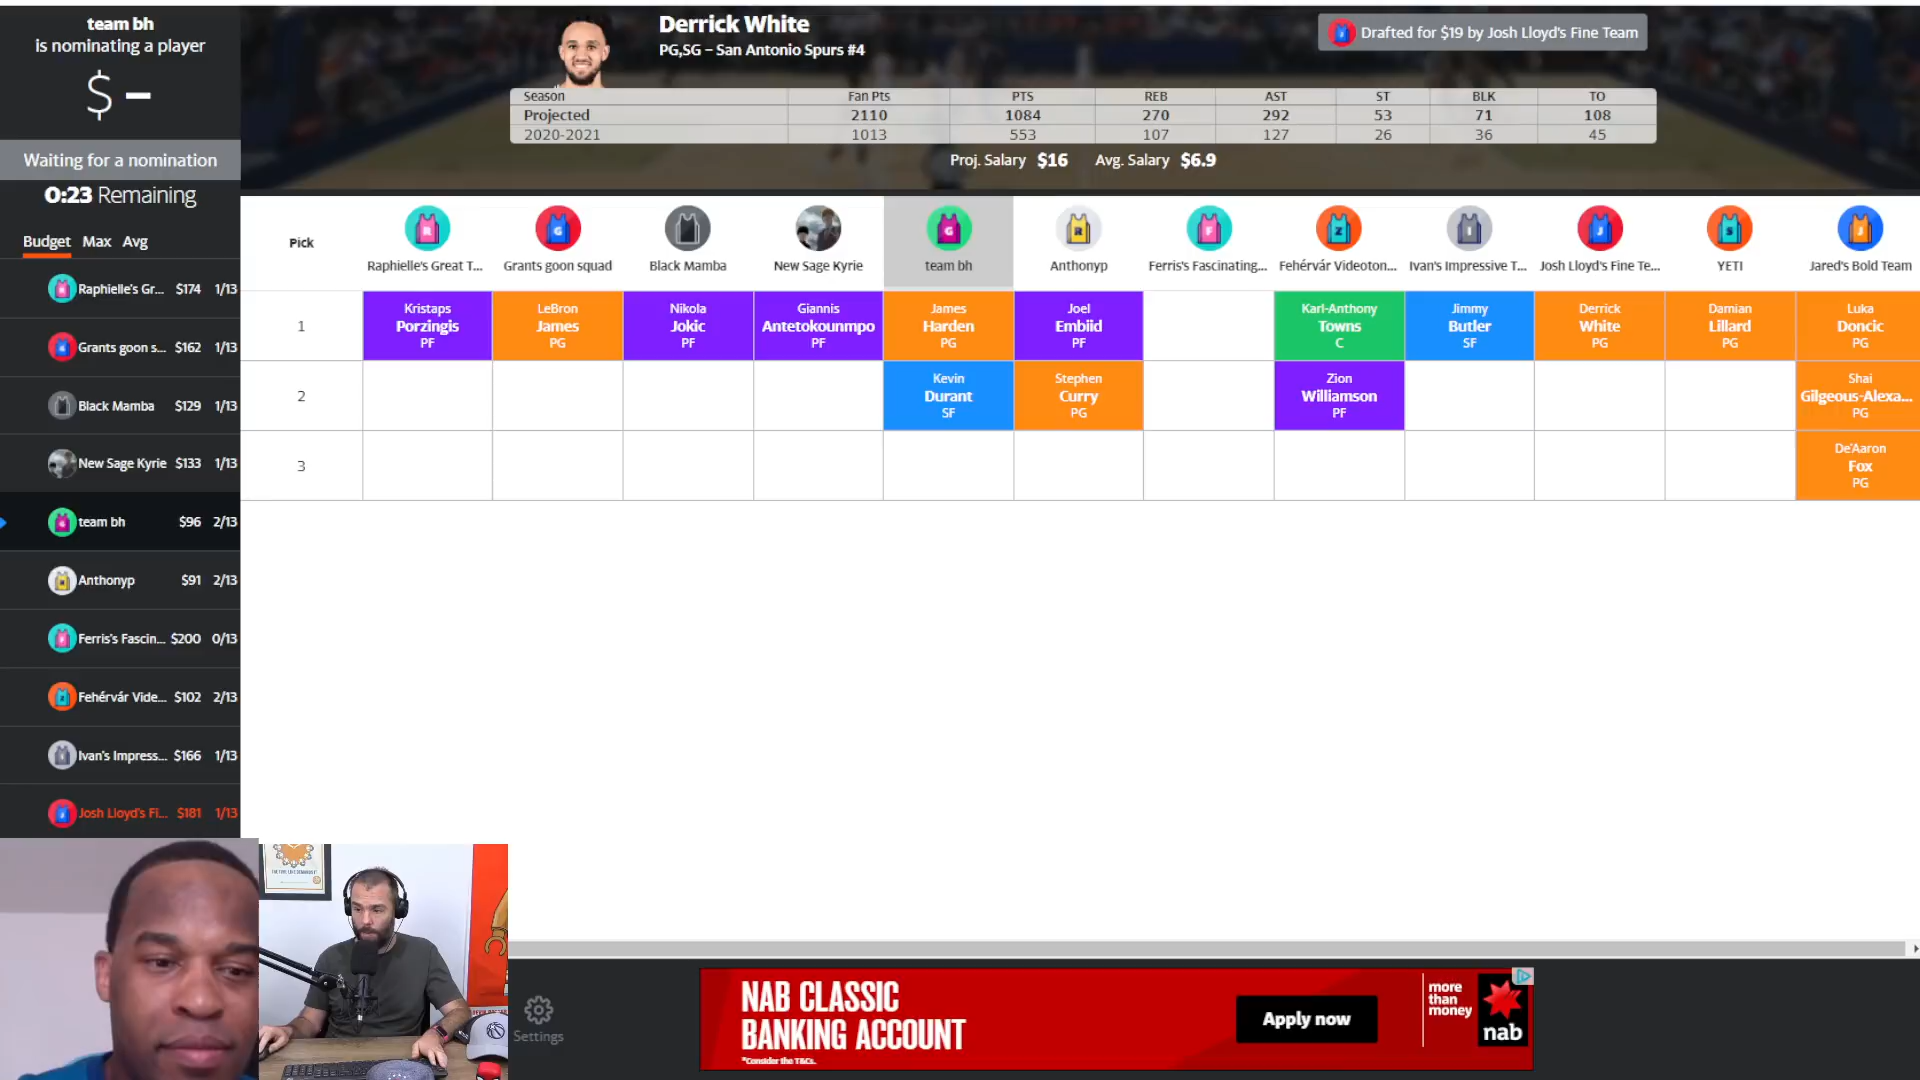 team bh
is nominating a player
$ –
Waiting for a nomination
0:23 Remaining
Budget Max Avg
Raphielle's Gr... $174 1/13
Grants goon s... $162 1/13
Black Mamba $129 1/13
New Sage Kyrie $133 1/13
team bh $96 2/13
Anthonyp $91 2/13
Ferris's Fascin... $200 0/13
Fehérvár Vide... $102 2/13
Ivan's Impress... $166 1/13
Josh Lloyd's Fi... $181 1/13
Derrick White
PG,SG – San Antonio Spurs #4
Drafted for $19 by Josh Lloyd's Fine Team
Season Fan Pts PTS REB AST ST BLK TO
Projected 2110 1084 270 292 53 71 108
2020-2021 1013 553 107 127 26 36 45
Proj. Salary $16 Avg. Salary $6.9
Pick
Raphielle's Great T...
Grants goon squad
Black Mamba
New Sage Kyrie
team bh
Anthonyp
Ferris's Fascinating...
Fehérvár Videoton...
Ivan's Impressive T...
Josh Lloyd's Fine Te...
YETI
Jared's Bold Team
1
Kristaps
Porzingis
PF
LeBron
James
PG
Nikola
Jokic
PF
Giannis
Antetokounmpo
PF
James
Harden
PG
Joel
Embiid
PF
Karl-Anthony
Towns
C
Jimmy
Butler
SF
Derrick
White
PG
Damian
Lillard
PG
Luka
Doncic
PG
2
Kevin
Durant
SF
Stephen
Curry
PG
Zion
Williamson
PF
Shai
Gilgeous-Alexa...
PG
3
De'Aaron
Fox
PG
Settings
NAB CLASSIC
BANKING ACCOUNT
*Consider the T&Cs.
Apply now
more
than
money
nab